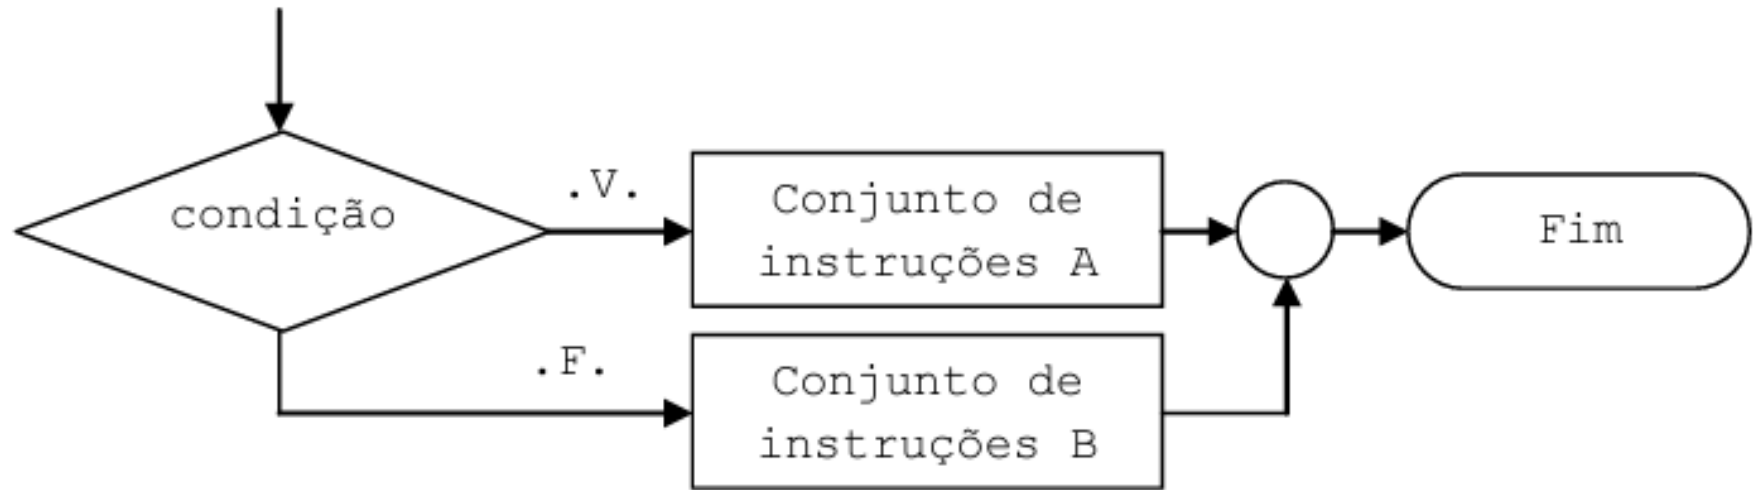 condição
.V.
Conjunto de
instruções A
Fim
.F.
Conjunto de
instruções B